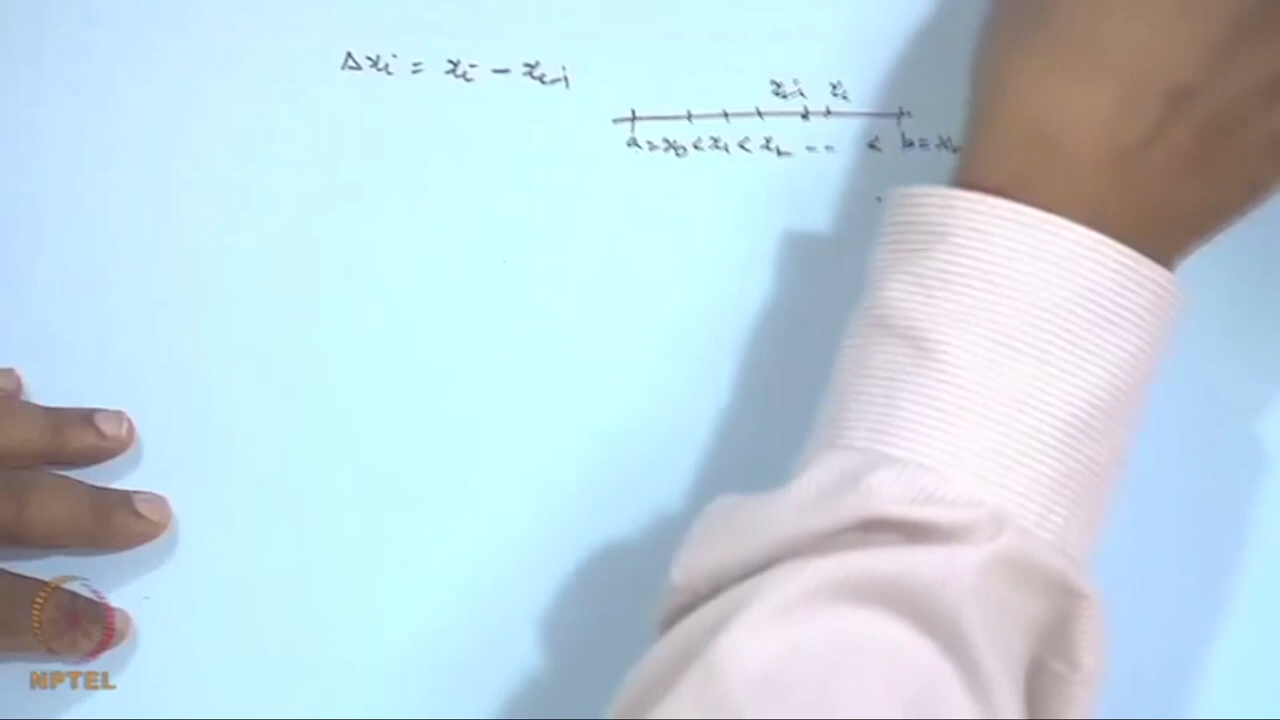 Δxᵢ = xᵢ − xᵢ₋₁
xᵢ₋₁ xᵢ
a = x₀ < x₁ < x₂ -- < b = xₙ
NPTEL